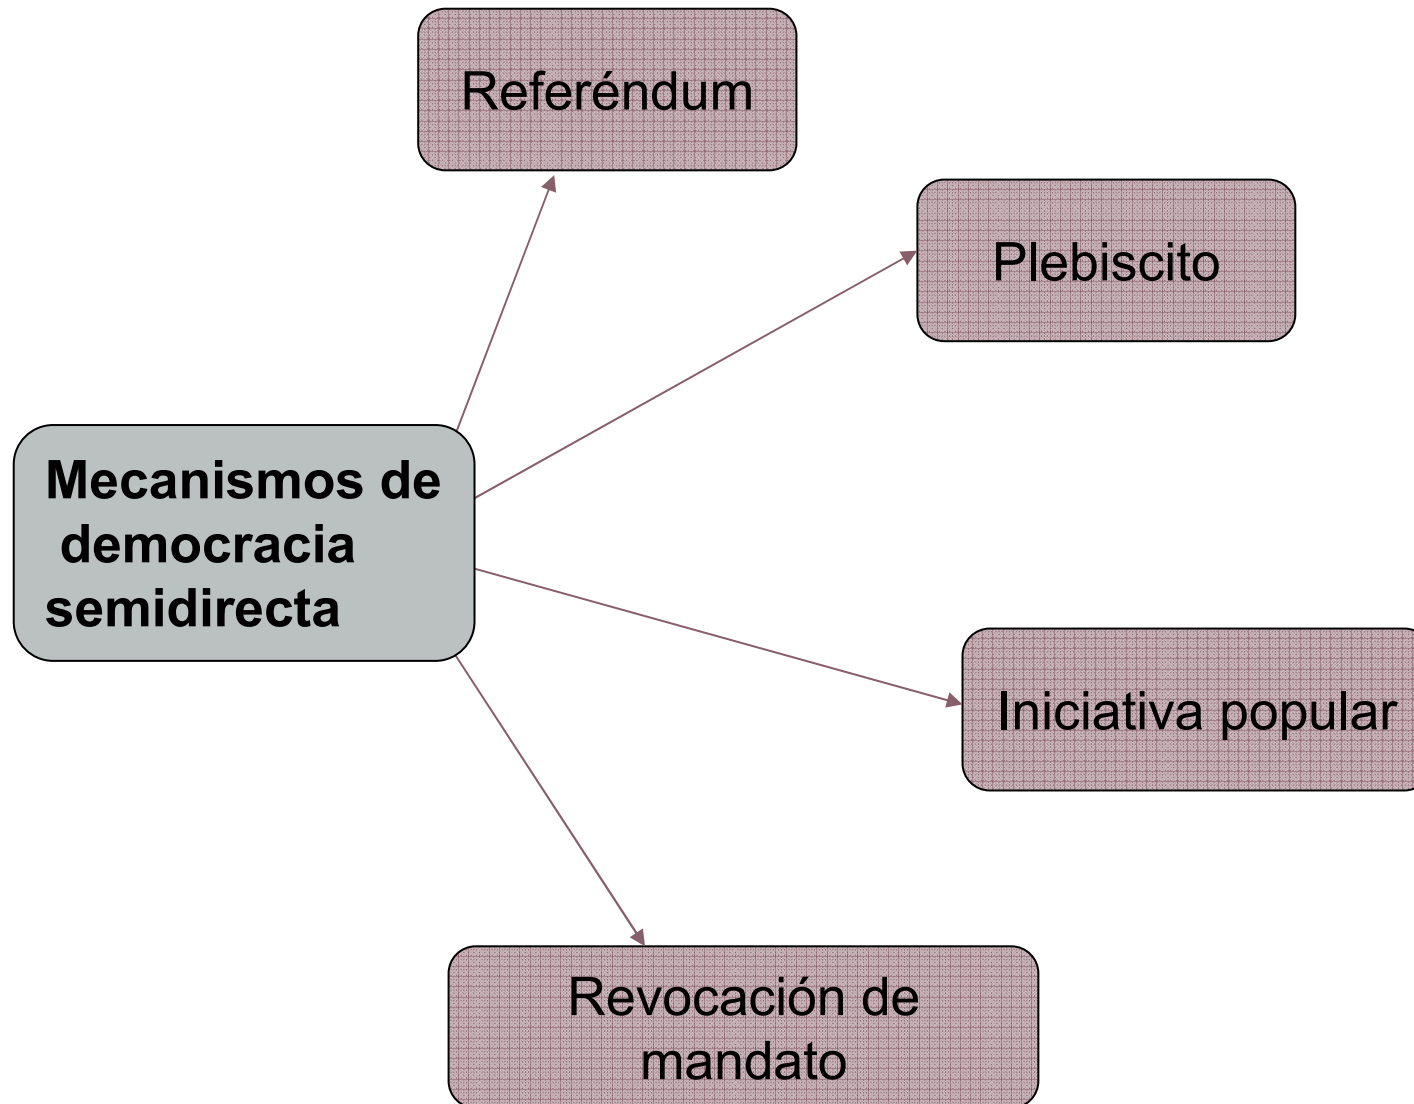 Referéndum
Plebiscito
Mecanismos de
democracia
semidirecta
Iniciativa popular
Revocación de
mandato